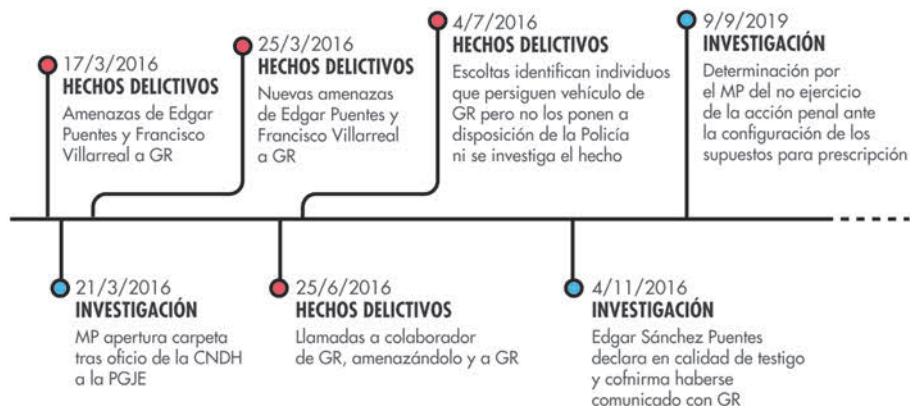 17/3/2016
HECHOS DELICTIVOS
Amenazas de Edgar
Puentes y Francisco
Villarreal a GR
25/3/2016
HECHOS DELICTIVOS
Nuevas amenazas
de Edgar Puentes y
Francisco Villarreal
a GR
4/7/2016
HECHOS DELICTIVOS
Escoltas identifican individuos
que persiguen vehículo de
GR pero no los ponen a
disposición de la Policía
ni se investiga el hecho
9/9/2019
INVESTIGACIÓN
Determinación por
el MP del no ejercicio
de la acción penal ante
la configuración de los
supuestos para prescripción
21/3/2016
INVESTIGACIÓN
MP apertura carpeta
tras oficio de la CNDH
a la PGJE
25/6/2016
HECHOS DELICTIVOS
Llamadas a colaborador
de GR, amenazándolo y a GR
4/11/2016
INVESTIGACIÓN
Edgar Sánchez Puentes
declara en calidad de testigo
y cofnirma haberse
comunicado con GR